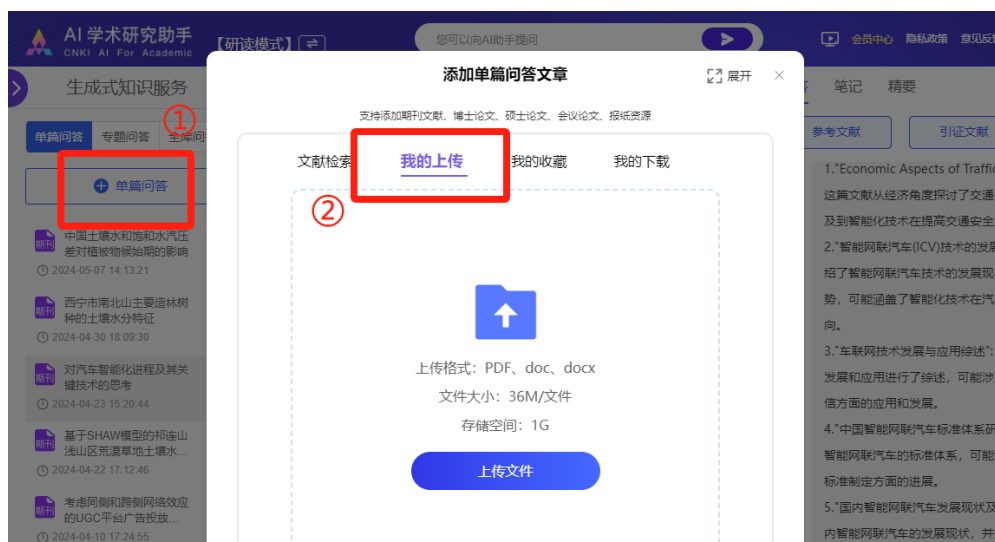 AI 学术研究助手
CNKI AI For Academic
【研读模式】
您可以向AI助手提问
会员中心 隐私政策 意见反
生成式知识服务
①
单篇问答 专题问答 全库问
单篇问答
期刊 中国土壤水和饱和水汽压
差对植被物候始期的影响
2024-05-07 14:13:21
期刊 西宁市南北山主要造林树
种的土壤水分特征
2024-04-30 18:09:30
期刊 对汽车智能化进程及其关
键技术的思考
2024-04-23 15:20:44
期刊 基于SHAW模型的祁连山
浅山区荒漠草地土壤水...
2024-04-22 17:12:46
期刊 考虑同侧和跨侧网络效应
的UGC平台广告投放...
2024-04-10 17:24:55
添加单篇问答文章
展开 ×
支持添加期刊文献、博士论文、硕士论文、会议论文、报纸资源
文献检索 我的上传 我的收藏 我的下载
②
上传格式：PDF、doc、docx
文件大小：36M/文件
存储空间：1G
上传文件
笔记 精要
参考文献 引证文献
1."Economic Aspects of Traffic
这篇文献从经济角度探讨了交通
及到智能化技术在提高交通安全
2."智能网联汽车(ICV)技术的发展
绍了智能网联汽车技术的发展现
势，可能涵盖了智能化技术在汽
向。
3."车联网技术发展与应用综述"：
发展和应用进行了综述，可能涉
信方面的应用和发展。
4."中国智能网联汽车标准体系研
智能网联汽车的标准体系，可能
标准制定方面的进展。
5."国内智能网联汽车发展现状及
内智能网联汽车的发展现状，并